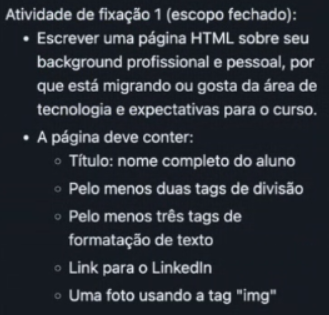 Atividade de fixação 1 (escopo fechado):
• Escrever uma página HTML sobre seu
background profissional e pessoal, por
que está migrando ou gosta da área de
tecnologia e expectativas para o curso.
• A página deve conter:
◦ Título: nome completo do aluno
◦ Pelo menos duas tags de divisão
◦ Pelo menos três tags de
formatação de texto
◦ Link para o LinkedIn
◦ Uma foto usando a tag "img"